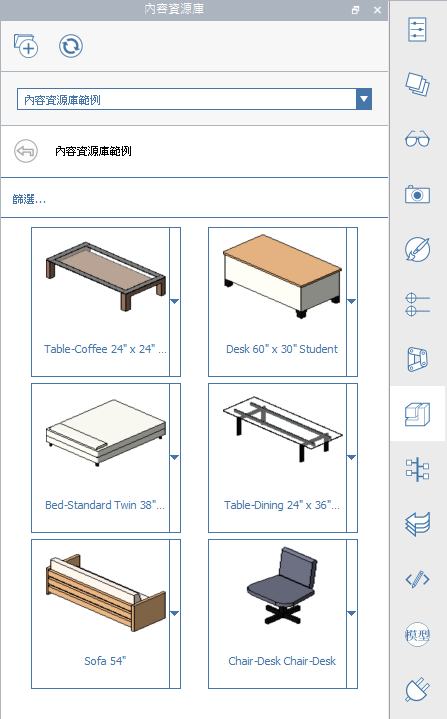 內容資源庫
內容資源庫範例
內容資源庫範例
篩選...
Table-Coffee 24" x 24" ...
Desk 60" x 30" Student
Bed-Standard Twin 38"...
Table-Dining 24" x 36"...
Sofa 54"
Chair-Desk Chair-Desk
模型